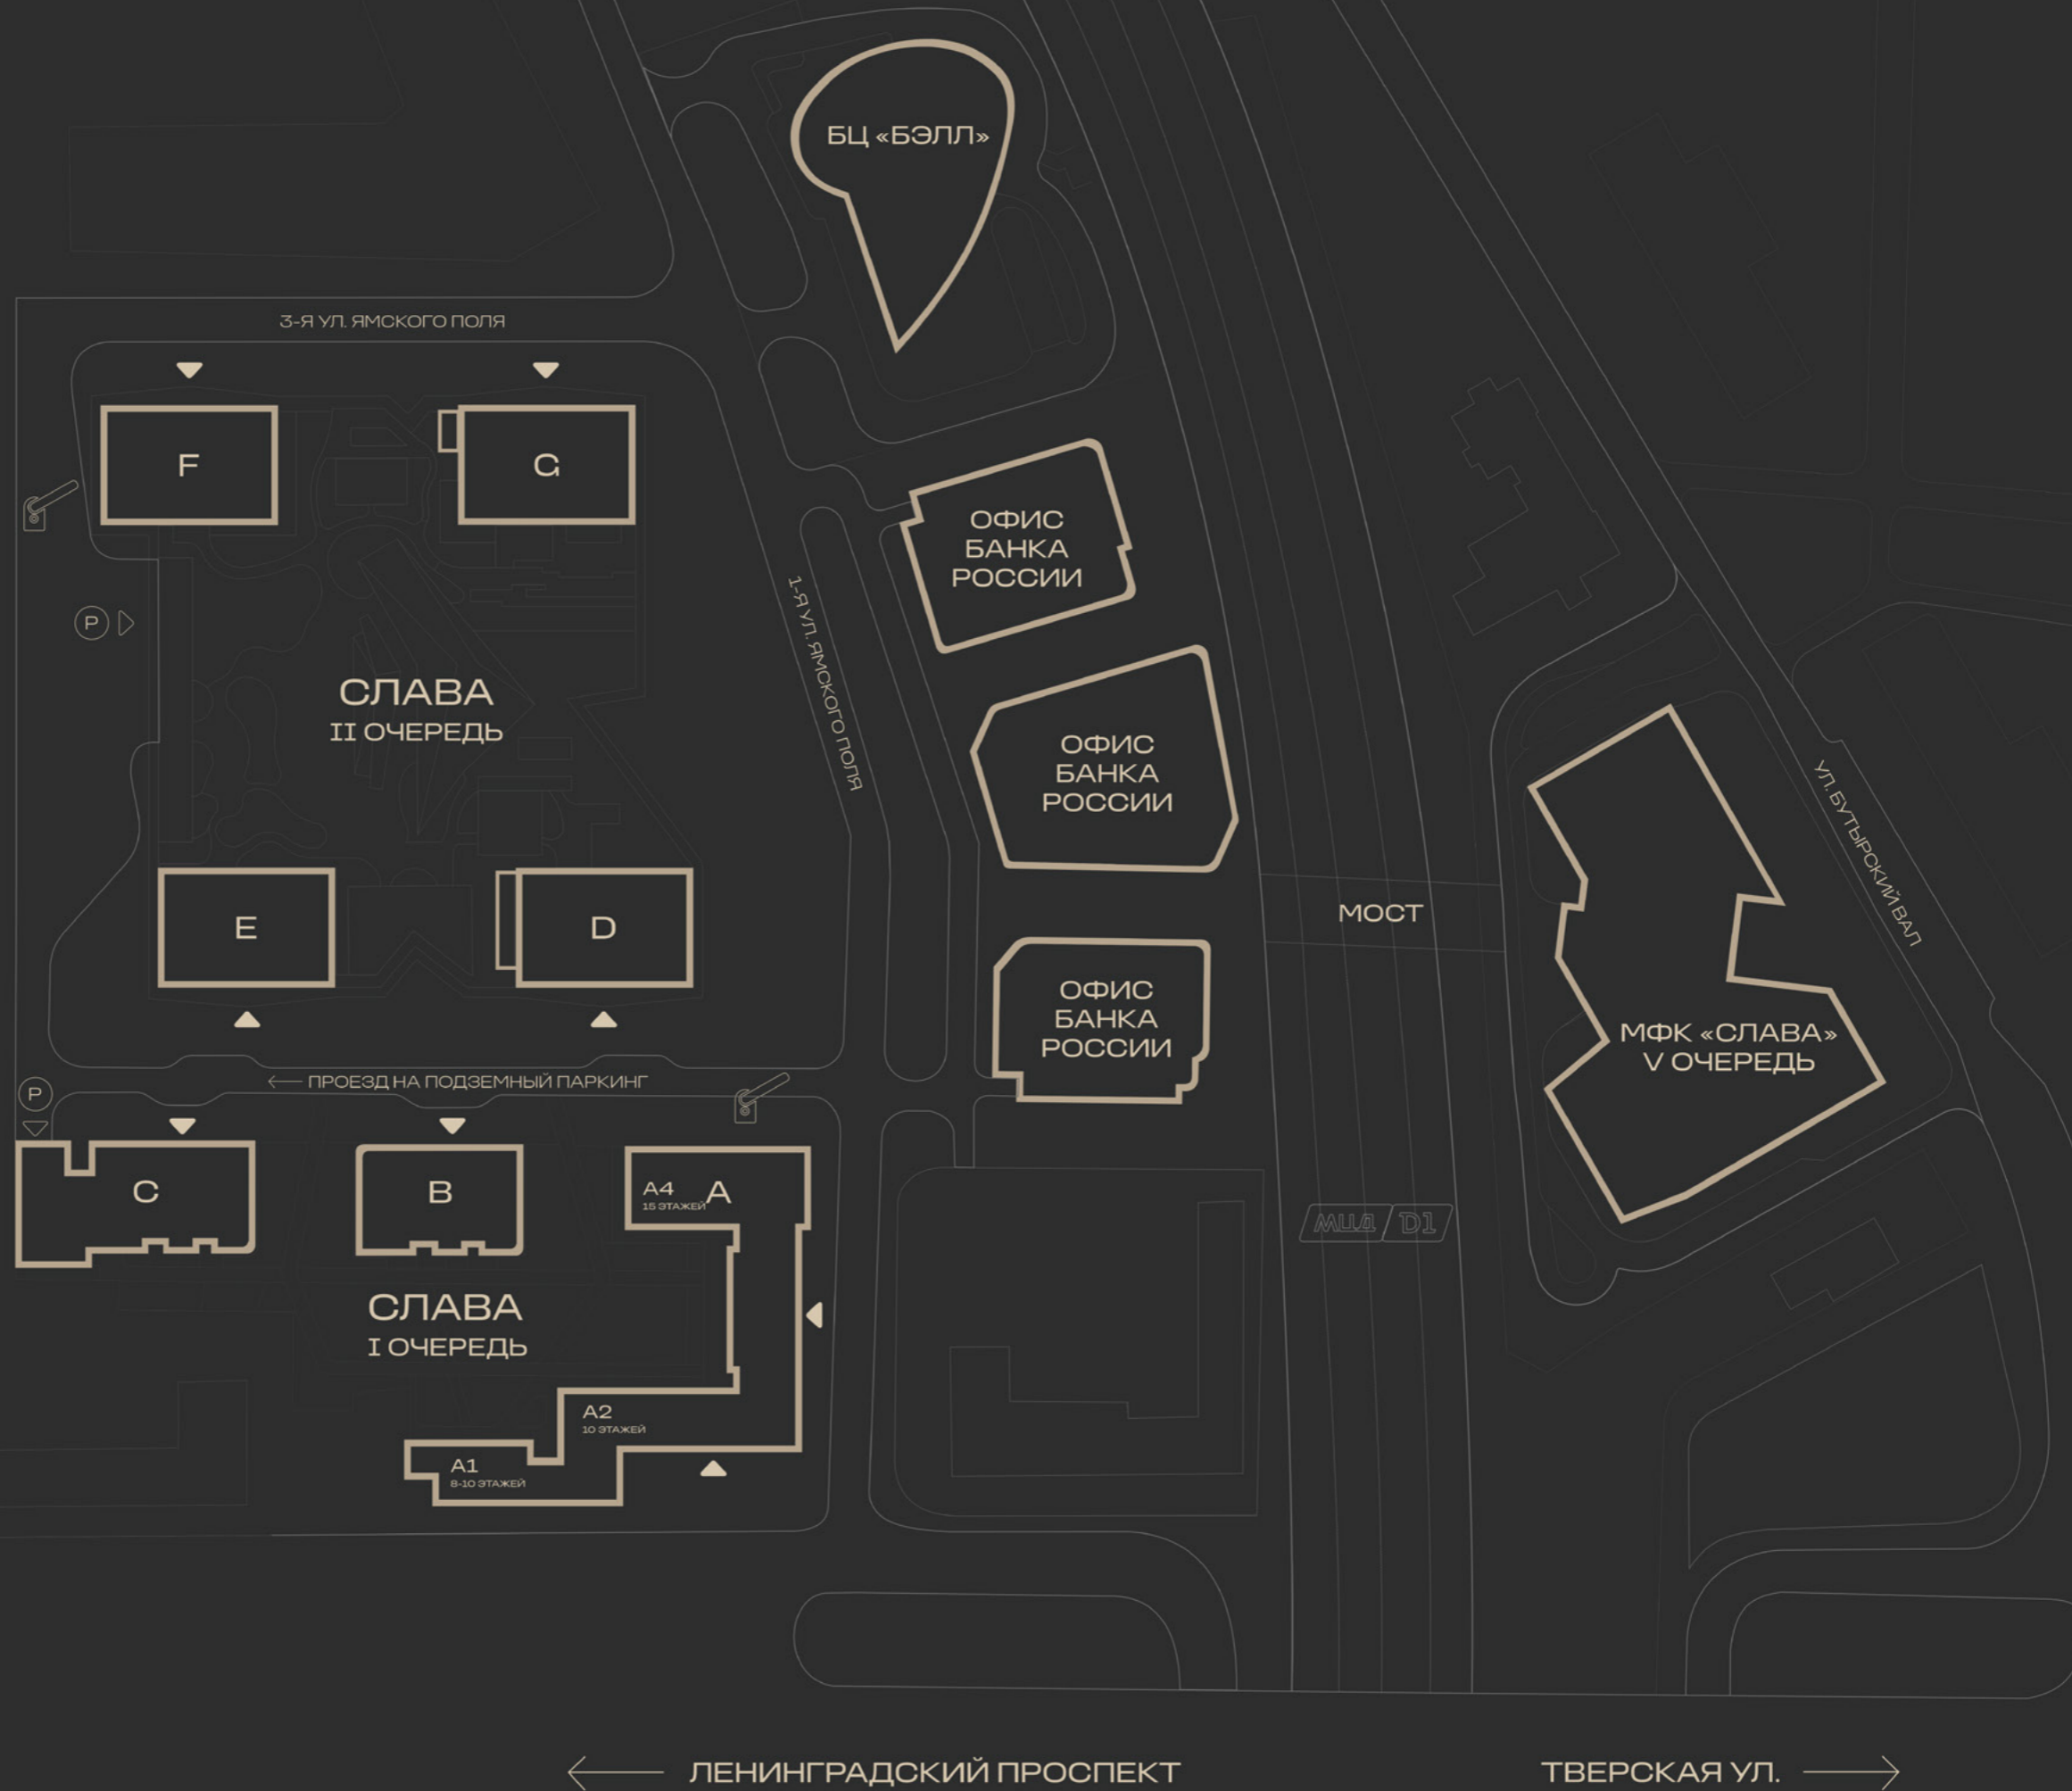 БЦ «БЭЛЛ»
3-Я УЛ. ЯМСКОГО ПОЛЯ
F
G
ОФИС
БАНКА
РОССИИ
P
1-Я УЛ. ЯМСКОГО ПОЛЯ
СЛАВА
II ОЧЕРЕДЬ
ОФИС
БАНКА
РОССИИ
УЛ. БУТЫРСКИЙ ВАЛ
E
D
МОСТ
ОФИС
БАНКА
РОССИИ
МФК «СЛАВА»
V ОЧЕРЕДЬ
ПРОЕЗД НА ПОДЗЕМНЫЙ ПАРКИНГ
P
C
B
A4
15 ЭТАЖЕЙ
A
МЦД D1
СЛАВА
I ОЧЕРЕДЬ
A2
10 ЭТАЖЕЙ
A1
8-10 ЭТАЖЕЙ
ЛЕНИНГРАДСКИЙ ПРОСПЕКТ
ТВЕРСКАЯ УЛ.